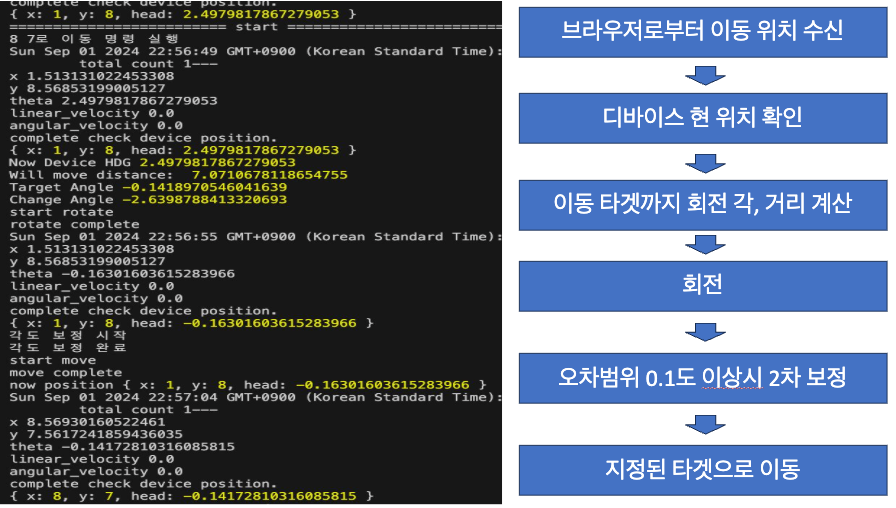 complete check device position.
{ x: 1, y: 8, head: 2.4979817867279053 }
============================ start ===========================
8 7로 이동 명령 실행
Sun Sep 01 2024 22:56:49 GMT+0900 (Korean Standard Time):
total count 1---
x 1.513131022453308
y 8.56853199005127
theta 2.4979817867279053
linear_velocity 0.0
angular_velocity 0.0
complete check device position.
{ x: 1, y: 8, head: 2.4979817867279053 }
Now Device HDG 2.4979817867279053
Will move distance:  7.0710678118654755
Target Angle -0.1418970546041639
Change Angle -2.6398788413320693
start rotate
rotate complete
Sun Sep 01 2024 22:56:55 GMT+0900 (Korean Standard Time):
x 1.513131022453308
y 8.56853199005127
theta -0.16301603615283966
linear_velocity 0.0
angular_velocity 0.0
complete check device position.
{ x: 1, y: 8, head: -0.16301603615283966 }
각도 보정 시작
각도 보정 완료
start move
move complete
now position { x: 1, y: 8, head: -0.16301603615283966 }
Sun Sep 01 2024 22:57:04 GMT+0900 (Korean Standard Time):
total count 1---
x 8.56930160522461
y 7.5617241859436035
theta -0.14172810316085815
linear_velocity 0.0
angular_velocity 0.0
complete check device position.
{ x: 8, y: 7, head: -0.14172810316085815 }
브라우저로부터 이동 위치 수신
디바이스 현 위치 확인
이동 타겟까지 회전 각, 거리 계산
회전
오차범위 0.1도 이상시 2차 보정
지정된 타겟으로 이동